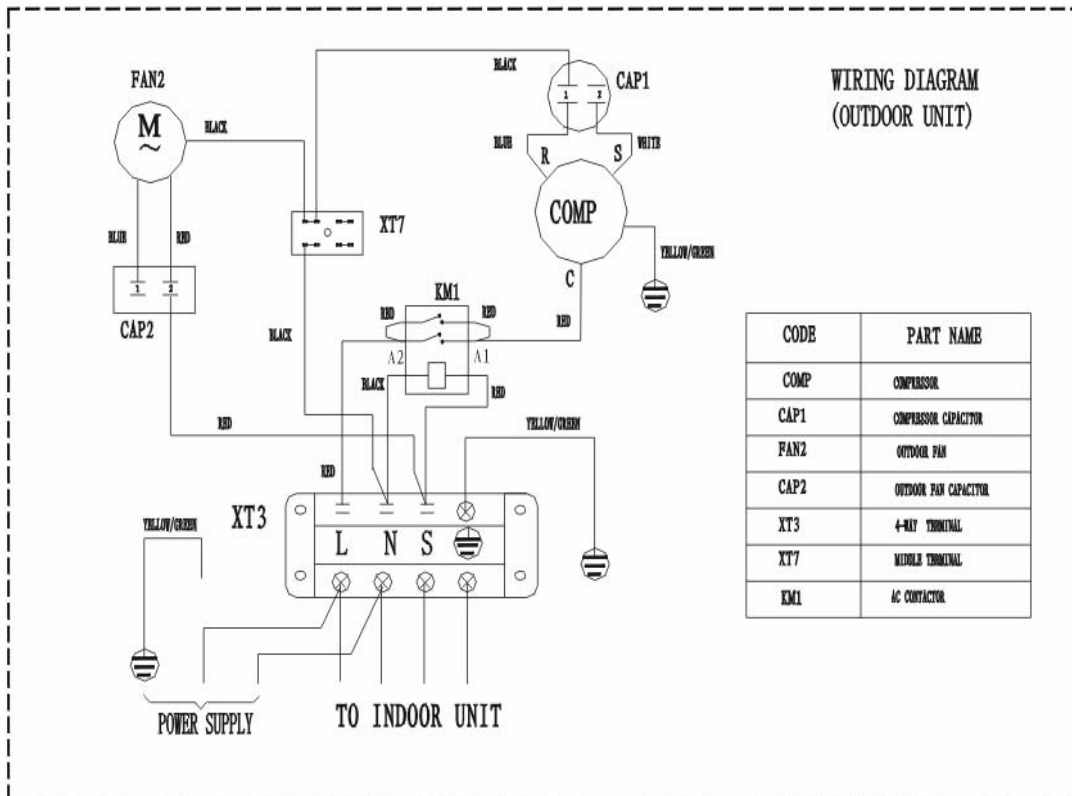 WIRING DIAGRAM
(OUTDOOR UNIT)
FAN2
M
~
BLACK
BLACK
CAP1
1 2
BLUE
R
S
WHITE
COMP
XT7
YELLOW/GREEN
BLUE
RED
1 2
CAP2
C
KM1
RED
RED
RED
BLACK
A2
A1
BLACK
RED
RED
YELLOW/GREEN
RED
XT3
L N S
YELLOW/GREEN
POWER SUPPLY
TO INDOOR UNIT
CODE PART NAME
COMP COMPRESSOR
CAP1 COMPRESSOR CAPACITOR
FAN2 OUTDOOR FAN
CAP2 OUTDOOR FAN CAPACITOR
XT3 4-WAY TERMINAL
XT7 MIDDLE TERMINAL
KM1 AC CONTACTOR